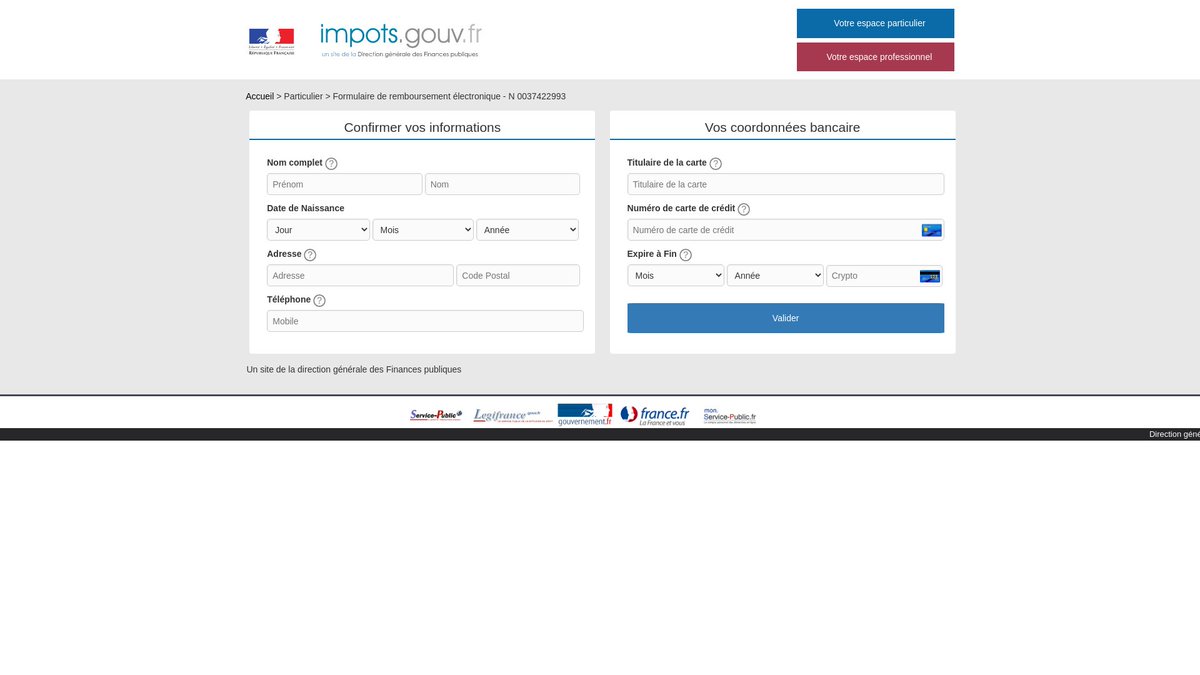 Liberté • Égalité • Fraternité
RÉPUBLIQUE FRANÇAISE
impots.gouv.fr
un site de la Direction générale des Finances publiques
Votre espace particulier
Votre espace professionnel
Accueil > Particulier > Formulaire de remboursement électronique - N 0037422993
Confirmer vos informations
Nom complet ?
Prénom
Nom
Date de Naissance
Jour
Mois
Année
Adresse ?
Adresse
Code Postal
Téléphone ?
Mobile
Vos coordonnées bancaire
Titulaire de la carte ?
Titulaire de la carte
Numéro de carte de crédit ?
Numéro de carte de crédit
Expire à Fin ?
Mois
Année
Crypto
Valider
Un site de la direction générale des Finances publiques
Service-Public
Legifrance gouv.fr
gouvernement.fr
france.fr
La France et vous
mon.
Service-Public.fr
Direction géné